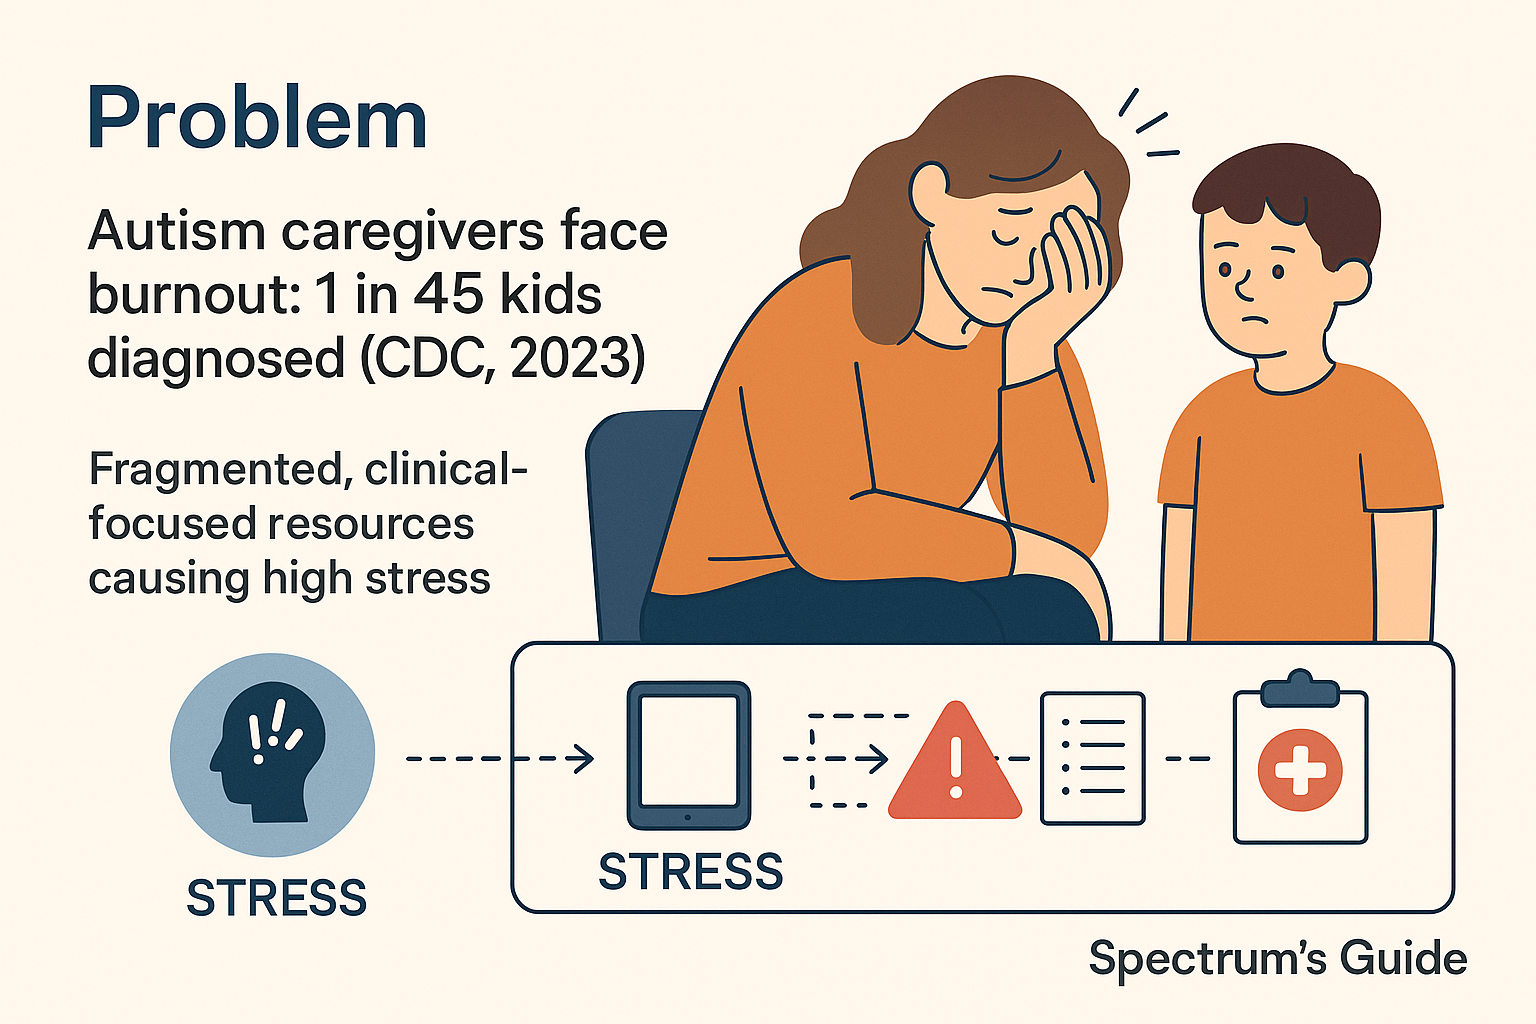 Problem
Autism caregivers face
burnout: 1 in 45 kids
diagnosed (CDC, 2023)
Fragmented, clinical-
focused resources
causing high stress
STRESS
STRESS
Spectrum’s Guide